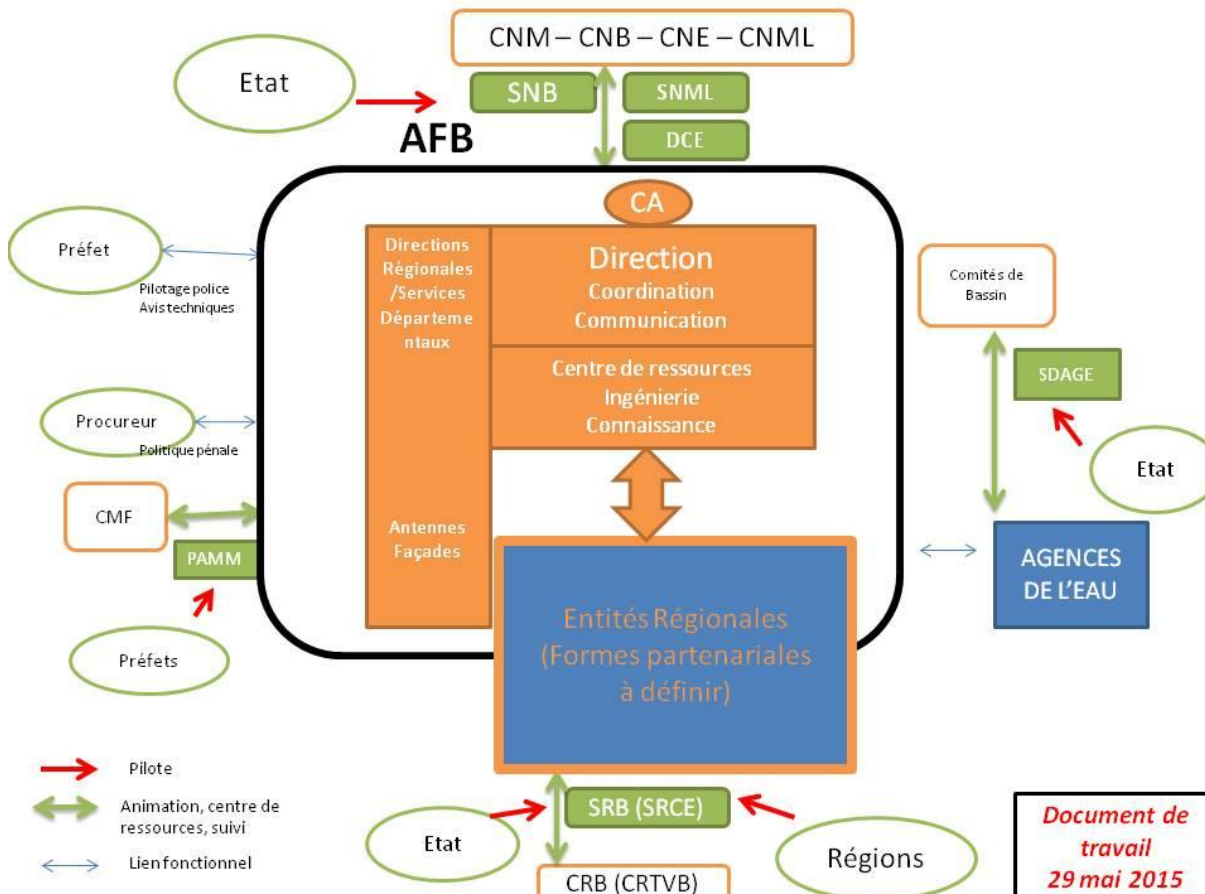 CNM – CNB – CNE – CNML
Etat
SNB
SNML
DCE
AFB
CA
Préfet
Pilotage police
Avis techniques
Directions
Régionales
/Services
Départeme
ntaux
Direction
Coordination
Communication
Centre de ressources
Ingénierie
Connaissance
Comités de
Bassin
SDAGE
Etat
Procureur
Politique pénale
CMF
PAMM
Préfets
Antennes
Façades
AGENCES
DE L'EAU
Entités Régionales
(Formes partenariales
à définir)
Pilote
Animation, centre de
ressources, suivi
Lien fonctionnel
Etat
SRB (SRCE)
Régions
CRB (CRTVB)
Document de
travail
29 mai 2015